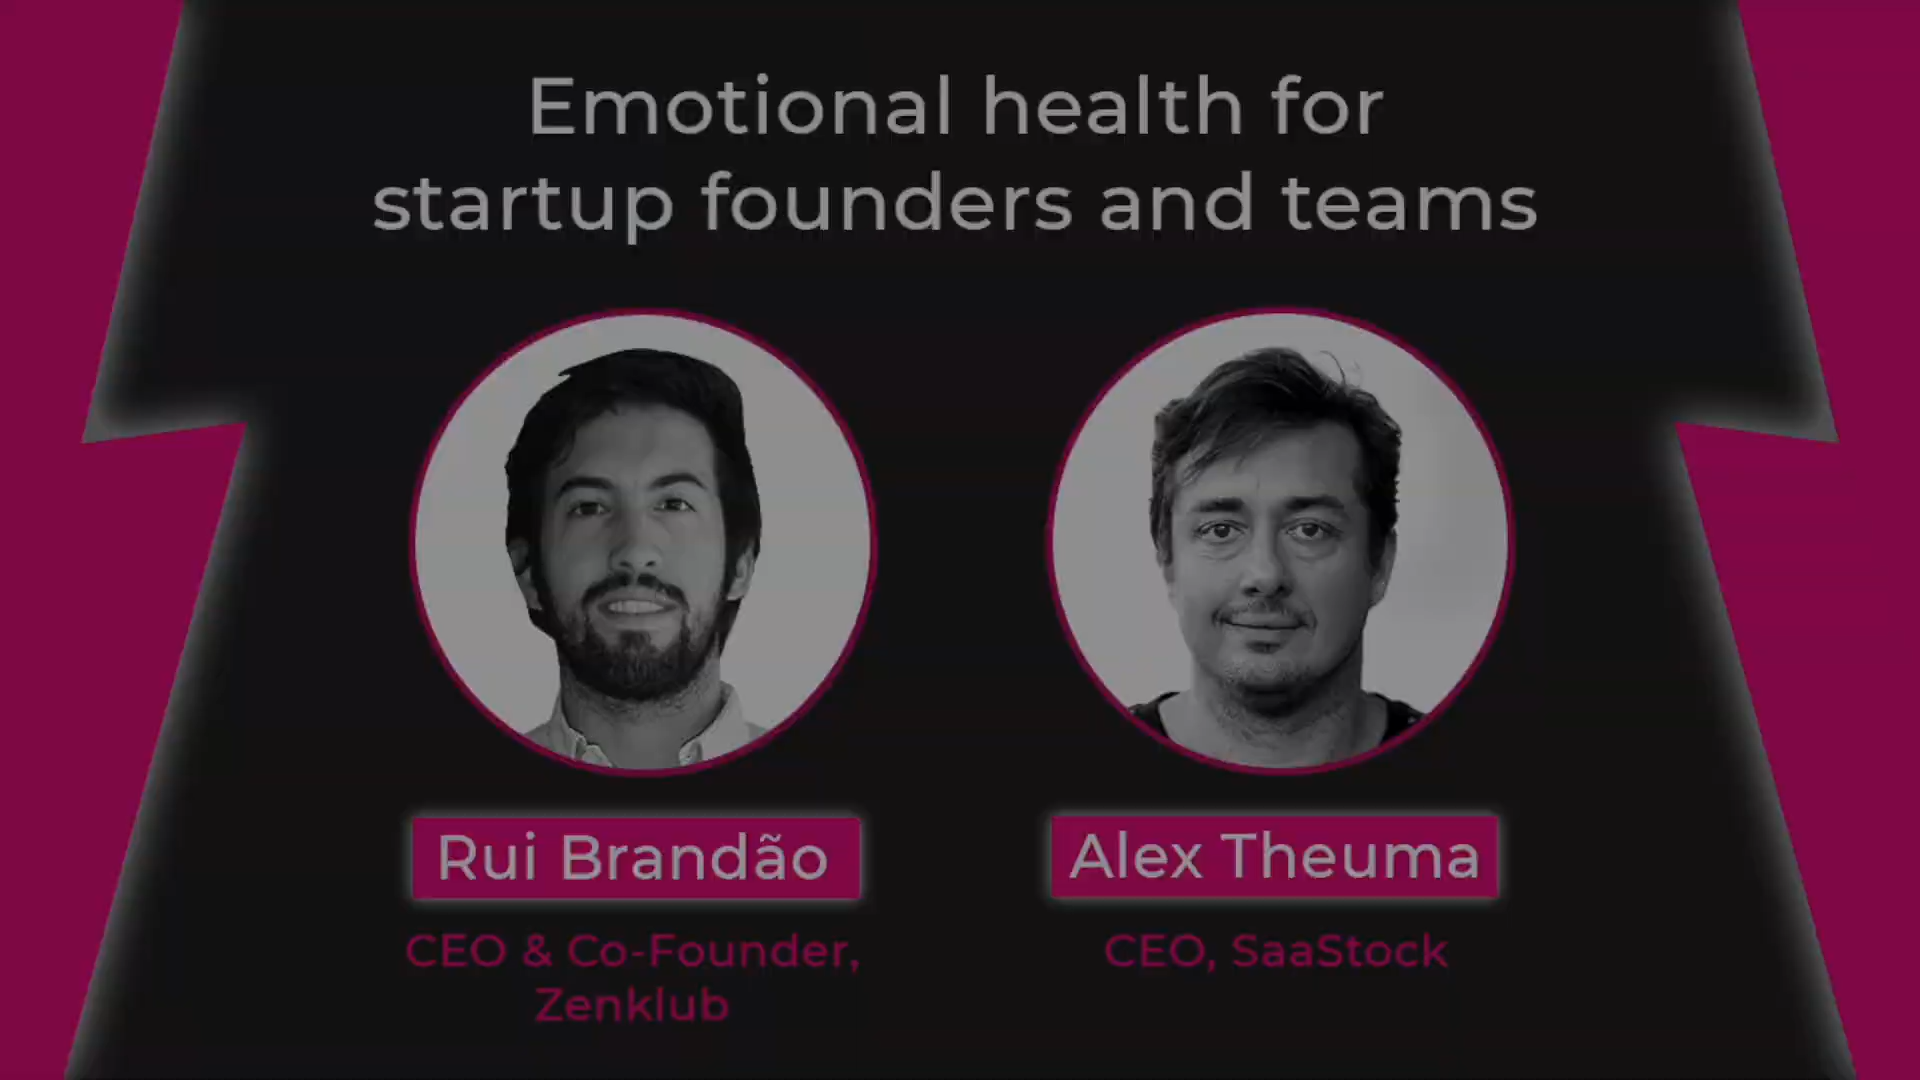 Emotional health for
startup founders and teams
Rui Brandão
Alex Theuma
CEO & Co-Founder,
Zenklub
CEO, SaaStock